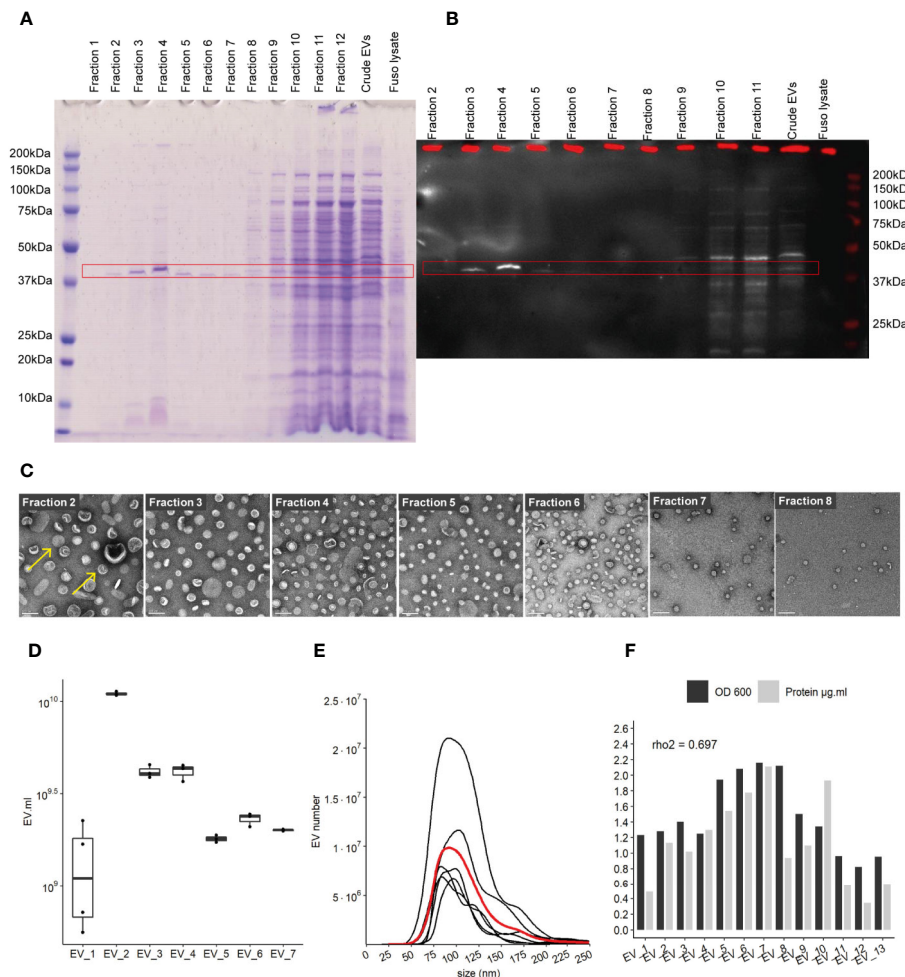 A
Fraction 1
Fraction 2
Fraction 3
Fraction 4
Fraction 5
Fraction 6
Fraction 7
Fraction 8
Fraction 9
Fraction 10
Fraction 11
Fraction 12
Crude EVs
Fuso lysate
200kDa
150kDa
100kDa
75kDa
50kDa
37kDa
25kDa
20kDa
10kDa
B
Fraction 2
Fraction 3
Fraction 4
Fraction 5
Fraction 6
Fraction 7
Fraction 8
Fraction 9
Fraction 10
Fraction 11
Crude EVs
Fuso lysate
200kD
150kD
100kD
75kDa
50kDa
37kDa
25kDa
C
Fraction 2
Fraction 3
Fraction 4
Fraction 5
Fraction 6
Fraction 7
Fraction 8
D
EV.ml
10^10
10^9.5
10^9
EV_1 EV_2 EV_3 EV_4 EV_5 EV_6 EV_7
E
EV number
2.5·10^7
2·10^7
1.5·10^7
1·10^7
5·10^6
0 25 50 75 100 125 150 175 200 225 250
size (nm)
F
OD 600 Protein µg.ml
rho2 = 0.697
2.6
2.4
2.2
2.0
1.8
1.6
1.4
1.2
1.0
0.8
0.6
0.4
0.2
0.0
EV_1 EV_2 EV_3 EV_4 EV_5 EV_6 EV_7 EV_8 EV_9 EV_10 EV_11 EV_12 EV_13